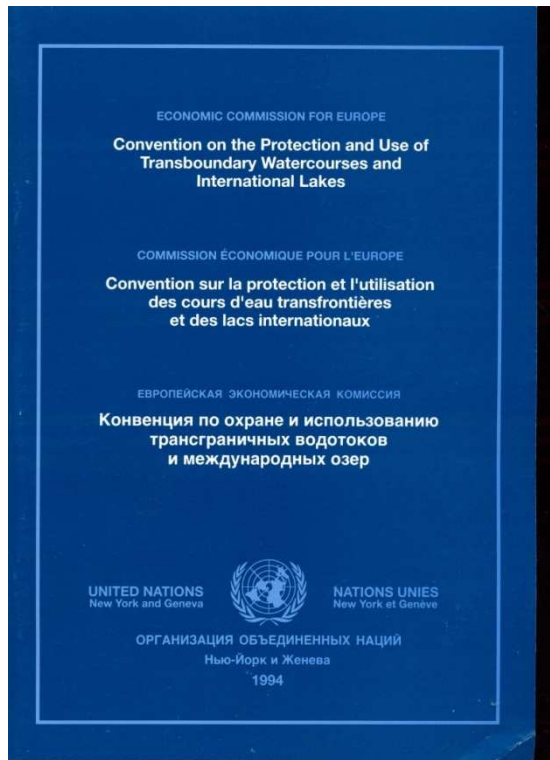 ECONOMIC COMMISSION FOR EUROPE
Convention on the Protection and Use of
Transboundary Watercourses and
International Lakes
COMMISSION ÉCONOMIQUE POUR L'EUROPE
Convention sur la protection et l'utilisation
des cours d'eau transfrontières
et des lacs internationaux
ЕВРОПЕЙСКАЯ ЭКОНОМИЧЕСКАЯ КОМИССИЯ
Конвенция по охране и использованию
трансграничных водотоков
и международных озер
UNITED NATIONS
New York and Geneva
NATIONS UNIES
New York et Genève
ОРГАНИЗАЦИЯ ОБЪЕДИНЕННЫХ НАЦИЙ
Нью-Йорк и Женева
1994